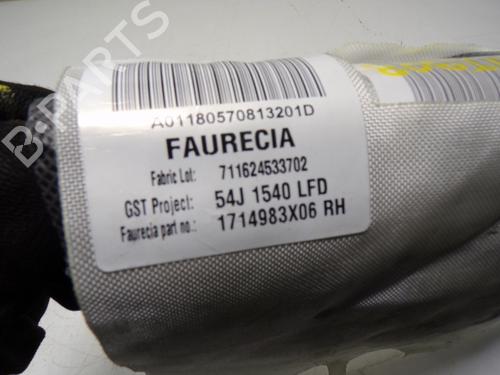 B-PARTS
A01180570813201D
FAURECIA
Fabric Lot: 711624533702
GST Project: 54J 1540 LFD
Faurecia part no.: 1714983X06 RH